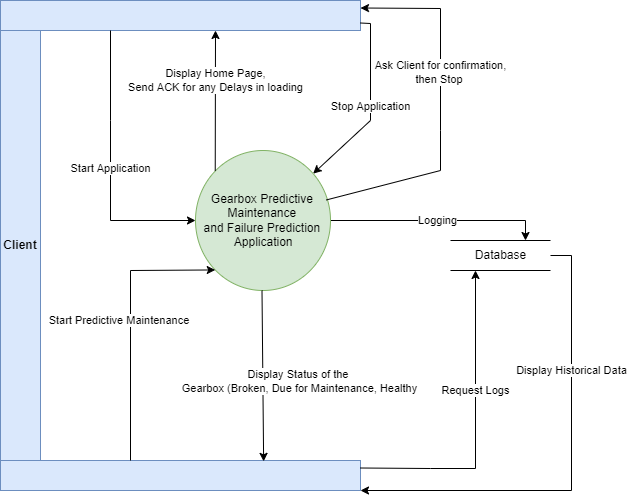 Ask Client for confirmation,
then Stop
Display Home Page,
Send ACK for any Delays in loading
Stop Application
Start Application
Gearbox Predictive
Maintenance
and Failure Prediction
Application
Logging
Client
Database
Start Predictive Maintenance
Display Status of the
Gearbox (Broken, Due for Maintenance, Healthy
Display Historical Data
Request Logs